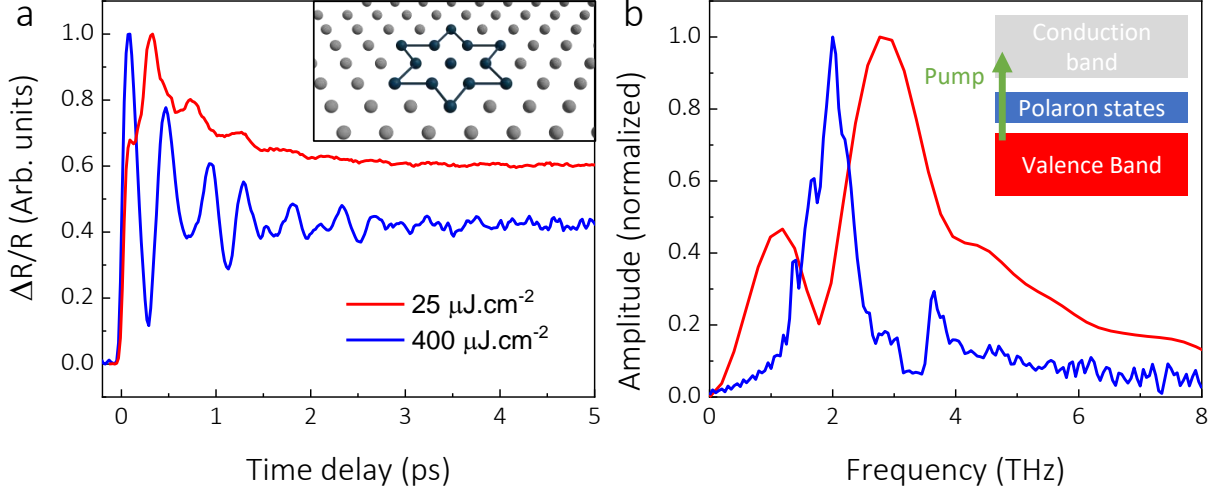 a
ΔR/R (Arb. units)
1.0
0.8
0.6
0.4
0.2
0.0
25 μJ.cm-2
400 μJ.cm-2
0 1 2 3 4 5
Time delay (ps)
b
Amplitude (normalized)
1.0
0.8
0.6
0.4
0.2
0.0
Conduction
band
Pump
Polaron states
Valence Band
0 2 4 6 8
Frequency (THz)